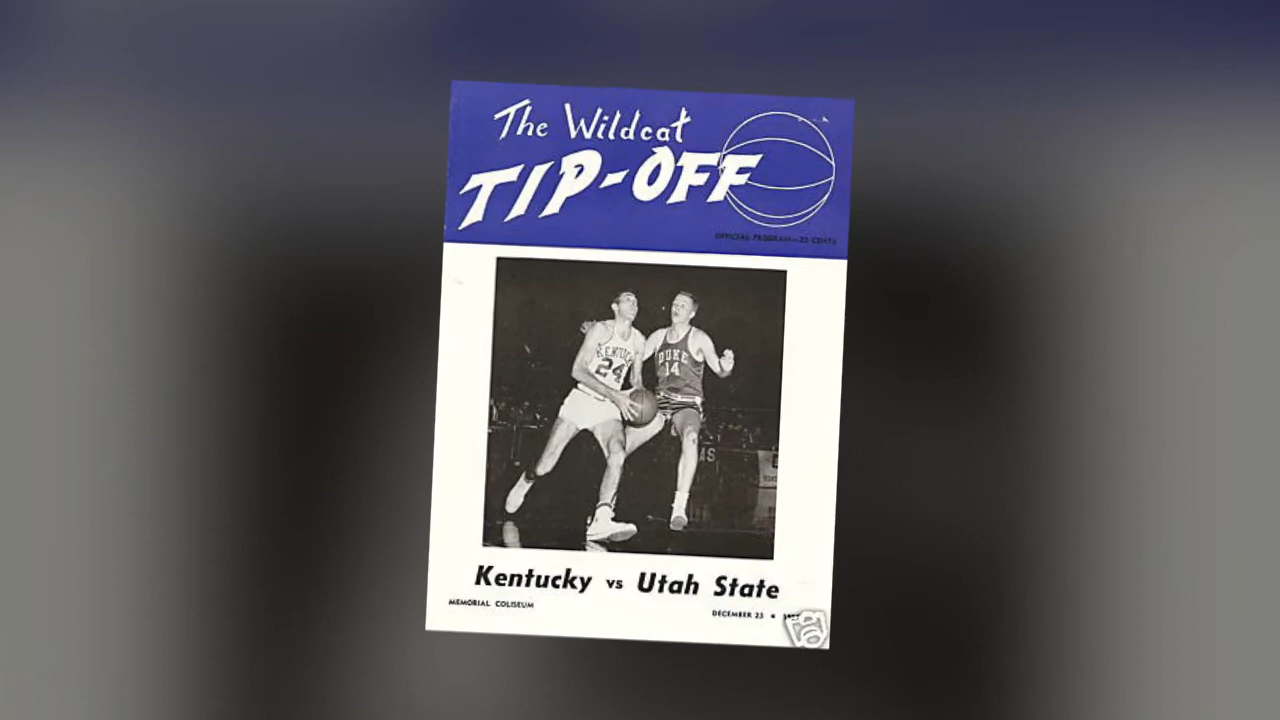 The Wildcat
TIP-OFF
OFFICIAL PROGRAM—25 CENTS
KENTUCKY
24
DUKE
14
AS
Kentucky vs Utah State
MEMORIAL COLISEUM
DECEMBER 23 ★